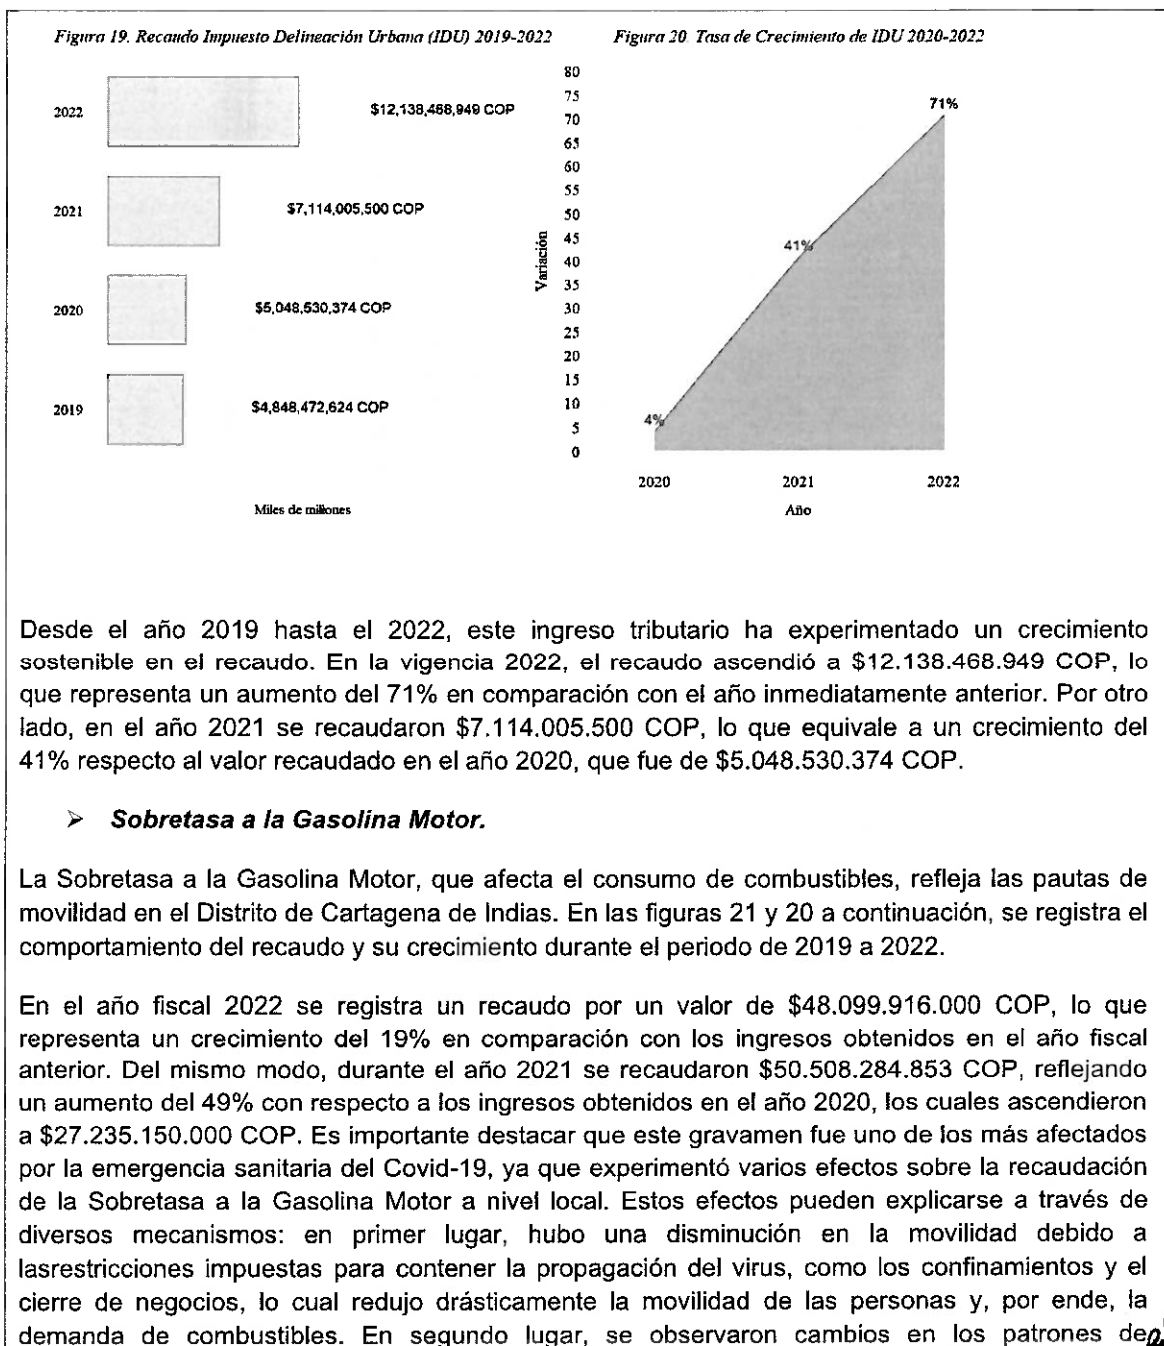 Figura 19. Recaudo Impuesto Delineación Urbana (IDU) 2019-2022
2022
$12,138,468,949 COP
2021
$7,114,005,500 COP
2020
$5,048,530,374 COP
2019
$4,848,472,624 COP
Miles de millones
Figura 20. Tasa de Crecimiento de IDU 2020-2022
80
75
70
65
60
55
50
45
40
35
30
25
20
15
10
5
0
Variación
4%
41%
71%
2020
2021
2022
Año
Desde el año 2019 hasta el 2022, este ingreso tributario ha experimentado un crecimiento
sostenible en el recaudo. En la vigencia 2022, el recaudo ascendió a $12.138.468.949 COP, lo
que representa un aumento del 71% en comparación con el año inmediatamente anterior. Por otro
lado, en el año 2021 se recaudaron $7.114.005.500 COP, lo que equivale a un crecimiento del
41% respecto al valor recaudado en el año 2020, que fue de $5.048.530.374 COP.
➢ Sobretasa a la Gasolina Motor.
La Sobretasa a la Gasolina Motor, que afecta el consumo de combustibles, refleja las pautas de
movilidad en el Distrito de Cartagena de Indias. En las figuras 21 y 20 a continuación, se registra el
comportamiento del recaudo y su crecimiento durante el periodo de 2019 a 2022.
En el año fiscal 2022 se registra un recaudo por un valor de $48.099.916.000 COP, lo que
representa un crecimiento del 19% en comparación con los ingresos obtenidos en el año fiscal
anterior. Del mismo modo, durante el año 2021 se recaudaron $50.508.284.853 COP, reflejando
un aumento del 49% con respecto a los ingresos obtenidos en el año 2020, los cuales ascendieron
a $27.235.150.000 COP. Es importante destacar que este gravamen fue uno de los más afectados
por la emergencia sanitaria del Covid-19, ya que experimentó varios efectos sobre la recaudación
de la Sobretasa a la Gasolina Motor a nivel local. Estos efectos pueden explicarse a través de
diversos mecanismos: en primer lugar, hubo una disminución en la movilidad debido a
lasrestricciones impuestas para contener la propagación del virus, como los confinamientos y el
cierre de negocios, lo cual redujo drásticamente la movilidad de las personas y, por ende, la
demanda de combustibles. En segundo lugar, se observaron cambios en los patrones de